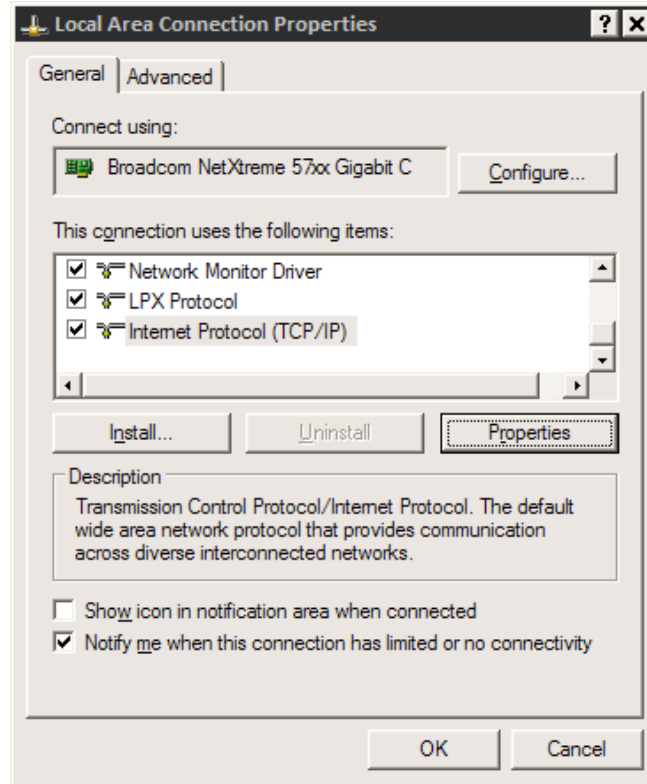 Local Area Connection Properties
General
Advanced
Connect using:
Broadcom NetXtreme 57xx Gigabit C
Configure...
This connection uses the following items:
Network Monitor Driver
LPX Protocol
Internet Protocol (TCP/IP)
Install...
Uninstall
Properties
Description
Transmission Control Protocol/Internet Protocol. The default
wide area network protocol that provides communication
across diverse interconnected networks.
Show icon in notification area when connected
Notify me when this connection has limited or no connectivity
OK
Cancel